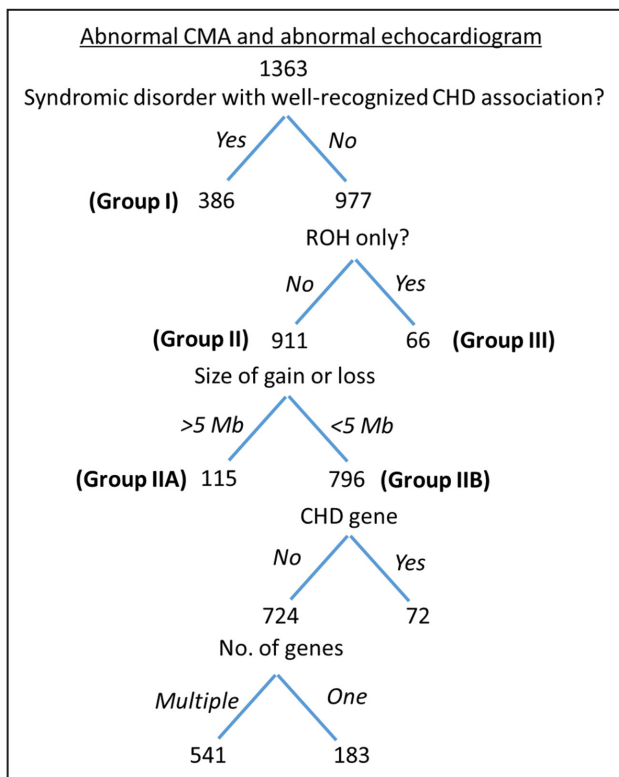 Abnormal CMA and abnormal echocardiogram
1363
Syndromic disorder with well-recognized CHD association?
Yes No
(Group I) 386 977
ROH only?
No Yes
(Group II) 911 66 (Group III)
Size of gain or loss
>5 Mb <5 Mb
(Group IIA) 115 796 (Group IIB)
CHD gene
No Yes
724 72
No. of genes
Multiple One
541 183